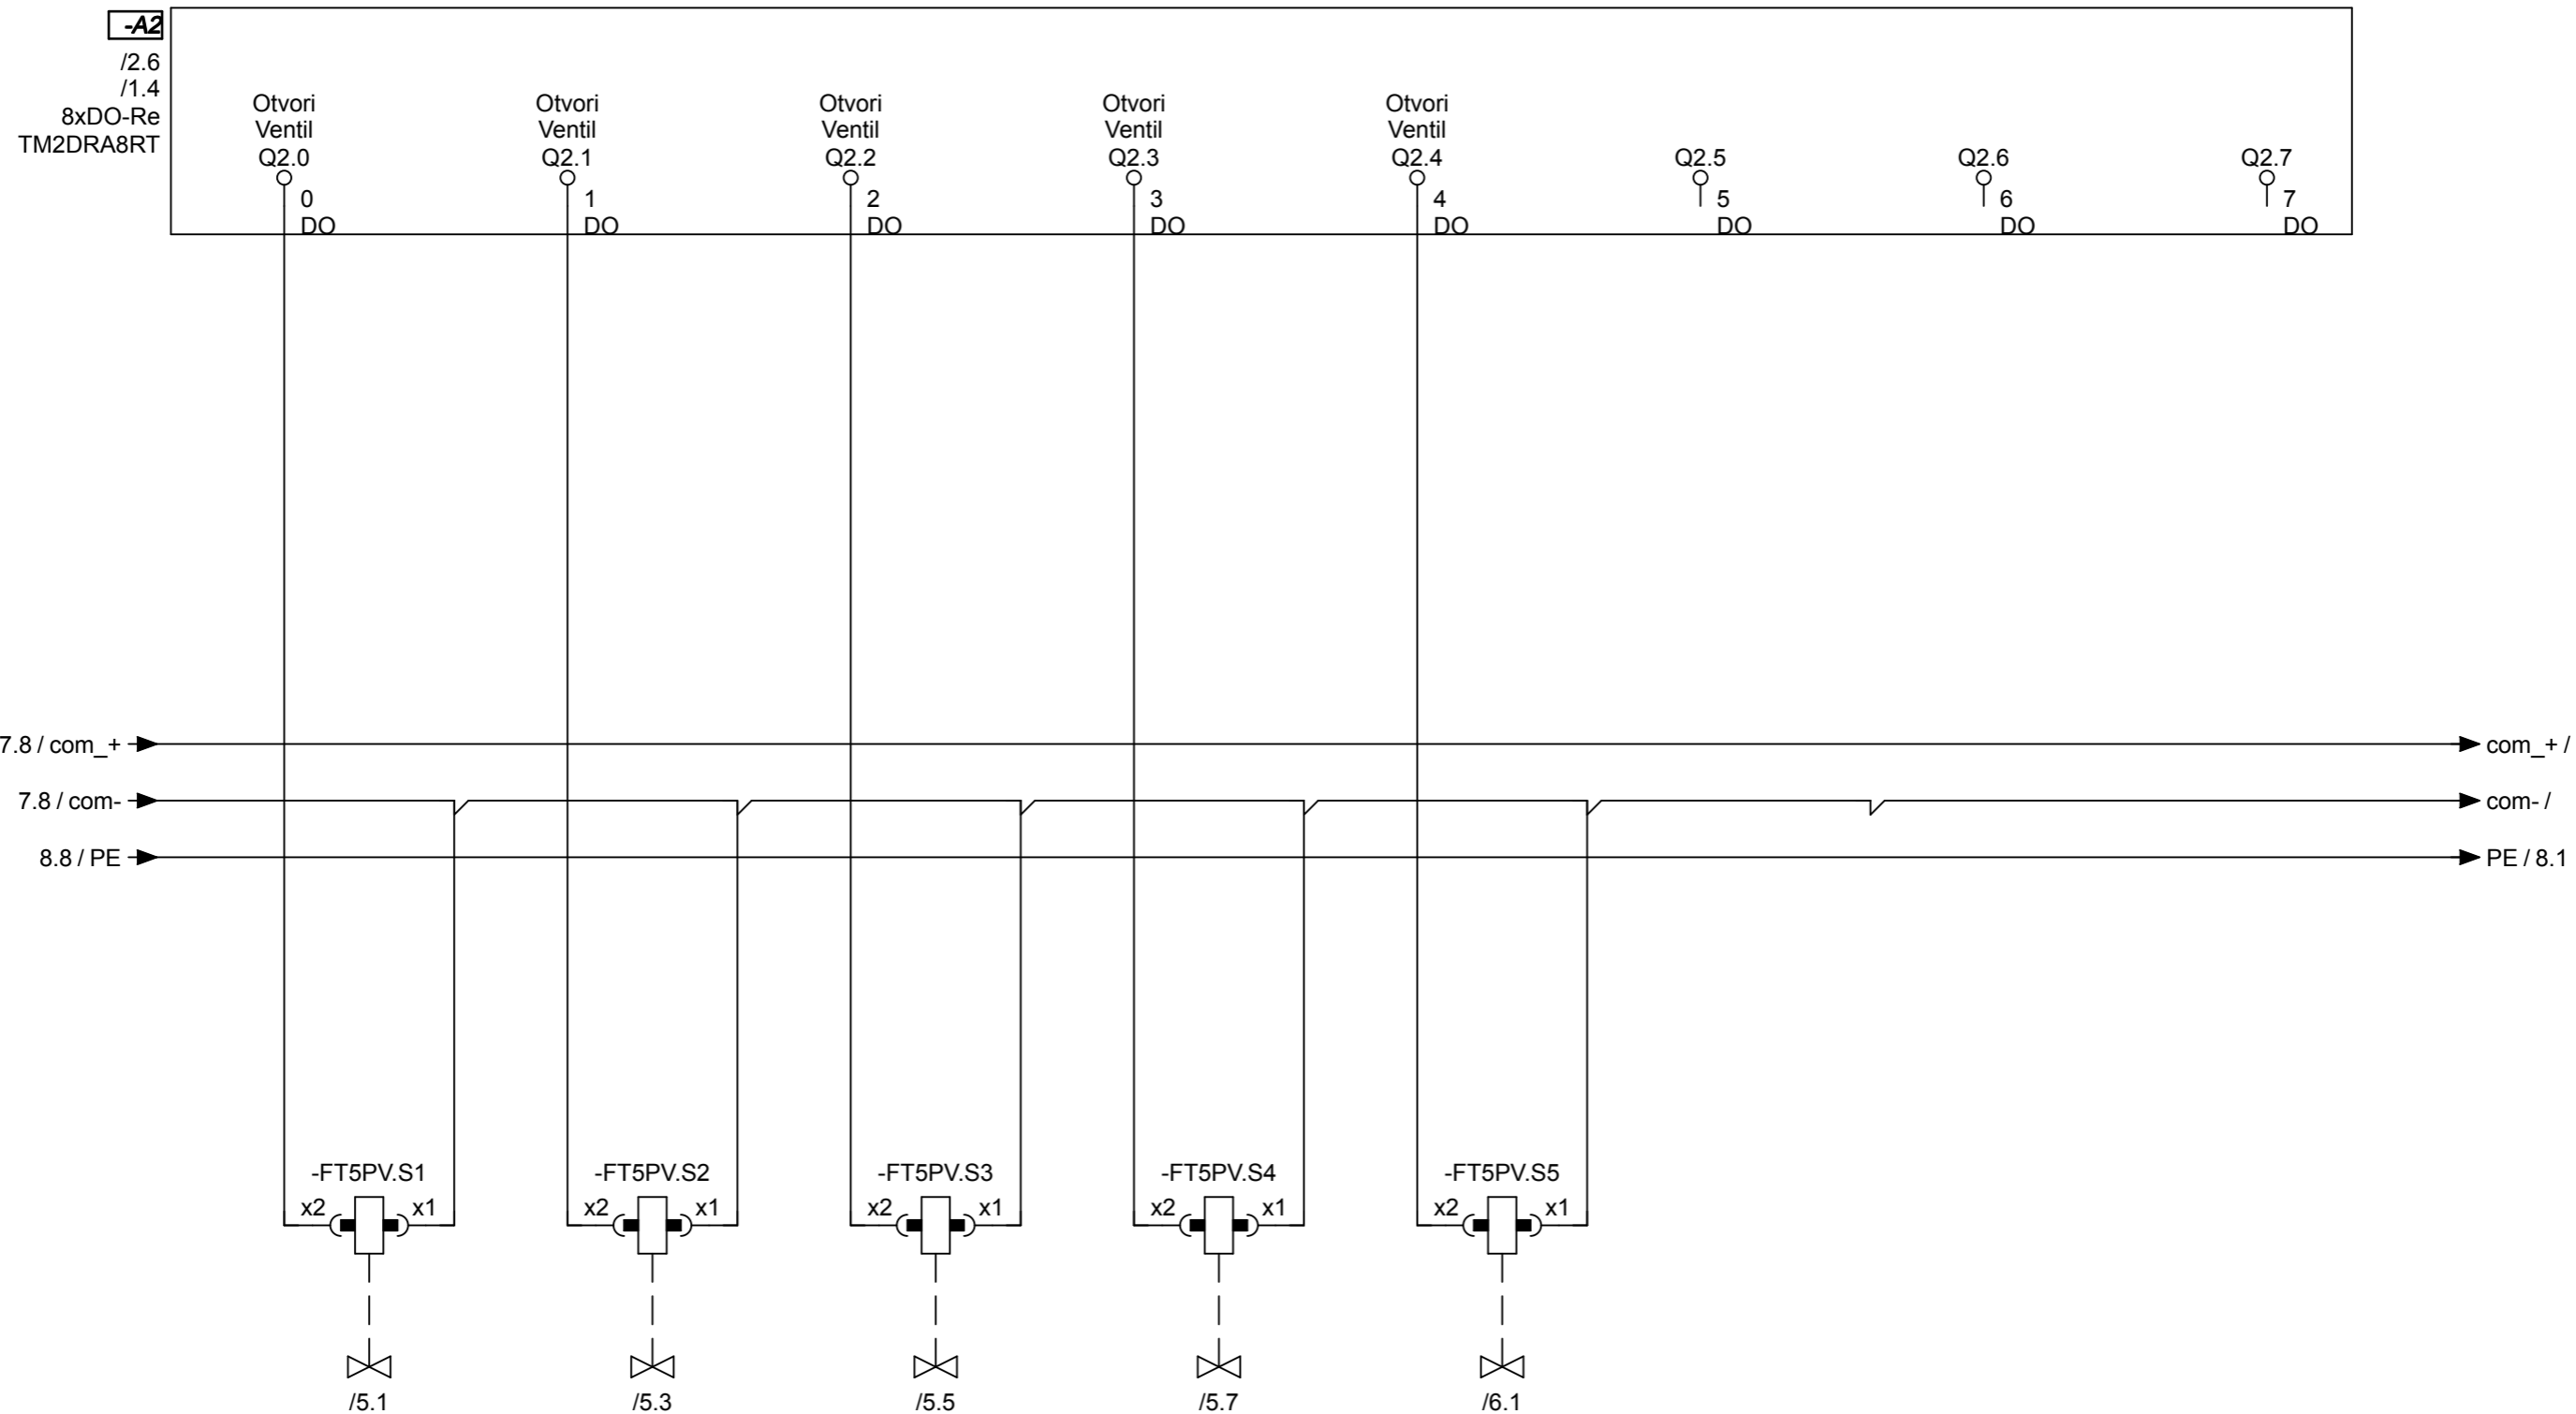 -A2
/2.6
/1.4
8xDO-Re
TM2DRA8RT
Otvori
Ventil
Q2.0
0
DO
Otvori
Ventil
Q2.1
1
DO
Otvori
Ventil
Q2.2
2
DO
Otvori
Ventil
Q2.3
3
DO
Otvori
Ventil
Q2.4
4
DO
Q2.5
5
DO
Q2.6
6
DO
Q2.7
7
DO
7.8 / com_+
com_+ /
7.8 / com-
com- /
8.8 / PE
PE / 8.1
-FT5PV.S1
x2 x1
-FT5PV.S2
x2 x1
-FT5PV.S3
x2 x1
-FT5PV.S4
x2 x1
-FT5PV.S5
x2 x1
/5.1
/5.3
/5.5
/5.7
/6.1